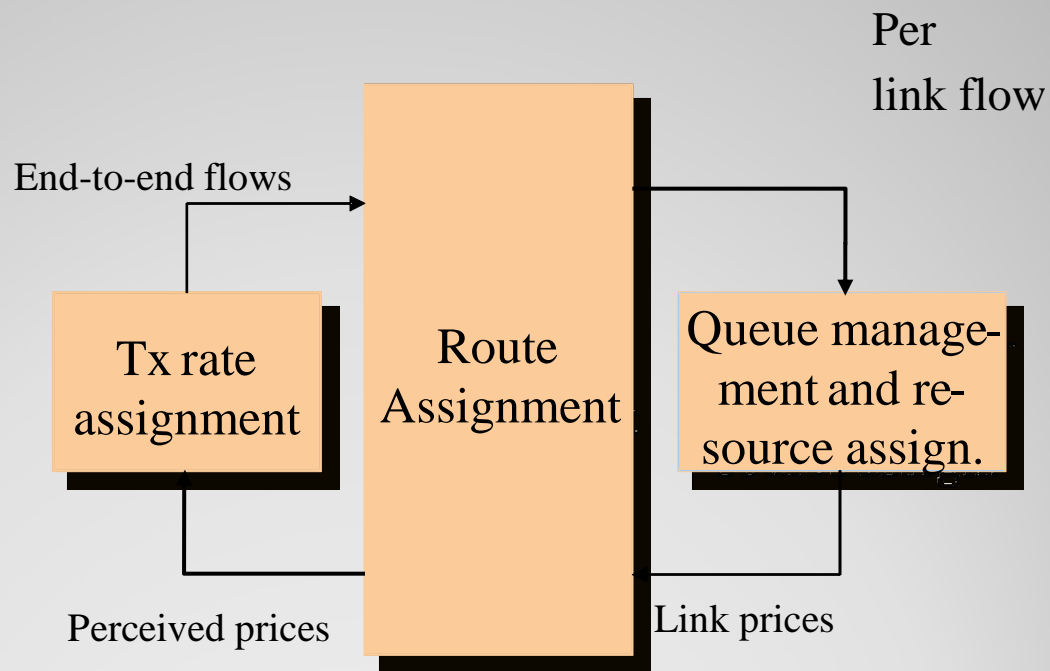 Per
link flow
End-to-end flows
Tx rate
assignment
Route
Assignment
Queue manage-
ment and re-
source assign.
Perceived prices
Link prices